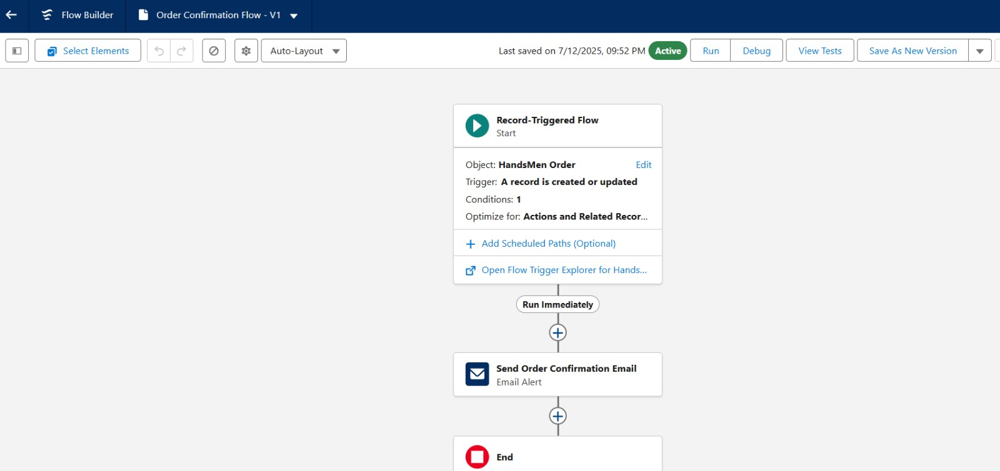 Flow Builder
Order Confirmation Flow - V1
Select Elements
Auto-Layout
Last saved on 7/12/2025, 09:52 PM
Active
Run
Debug
View Tests
Save As New Version
Record-Triggered Flow
Start
Object: HandsMen Order
Edit
Trigger: A record is created or updated
Conditions: 1
Optimize for: Actions and Related Recor...
Add Scheduled Paths (Optional)
Open Flow Trigger Explorer for Hands...
Run Immediately
Send Order Confirmation Email
Email Alert
End